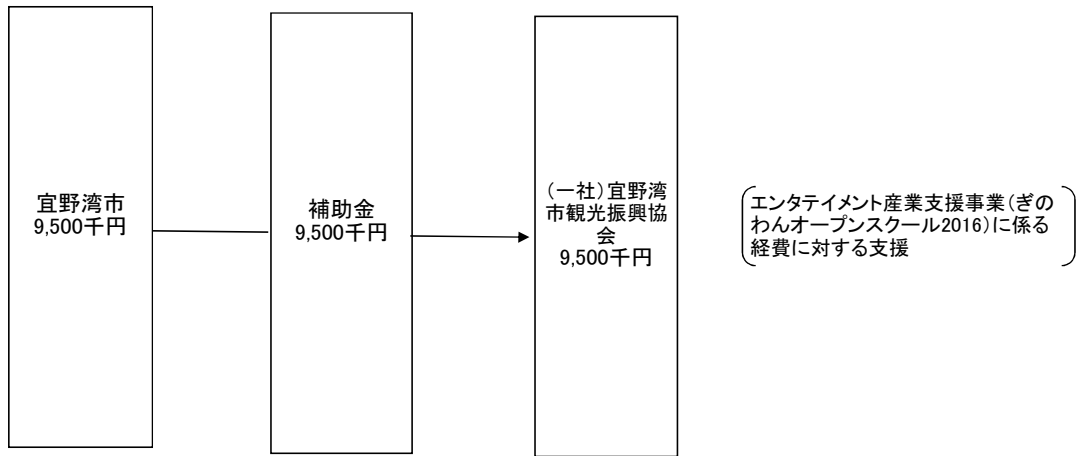 宜野湾市
9,500千円
補助金
9,500千円
（一社）宜野湾
市観光振興協
会
9,500千円
エンタテイメント産業支援事業（ぎの
わんオープンスクール2016）に係る
経費に対する支援